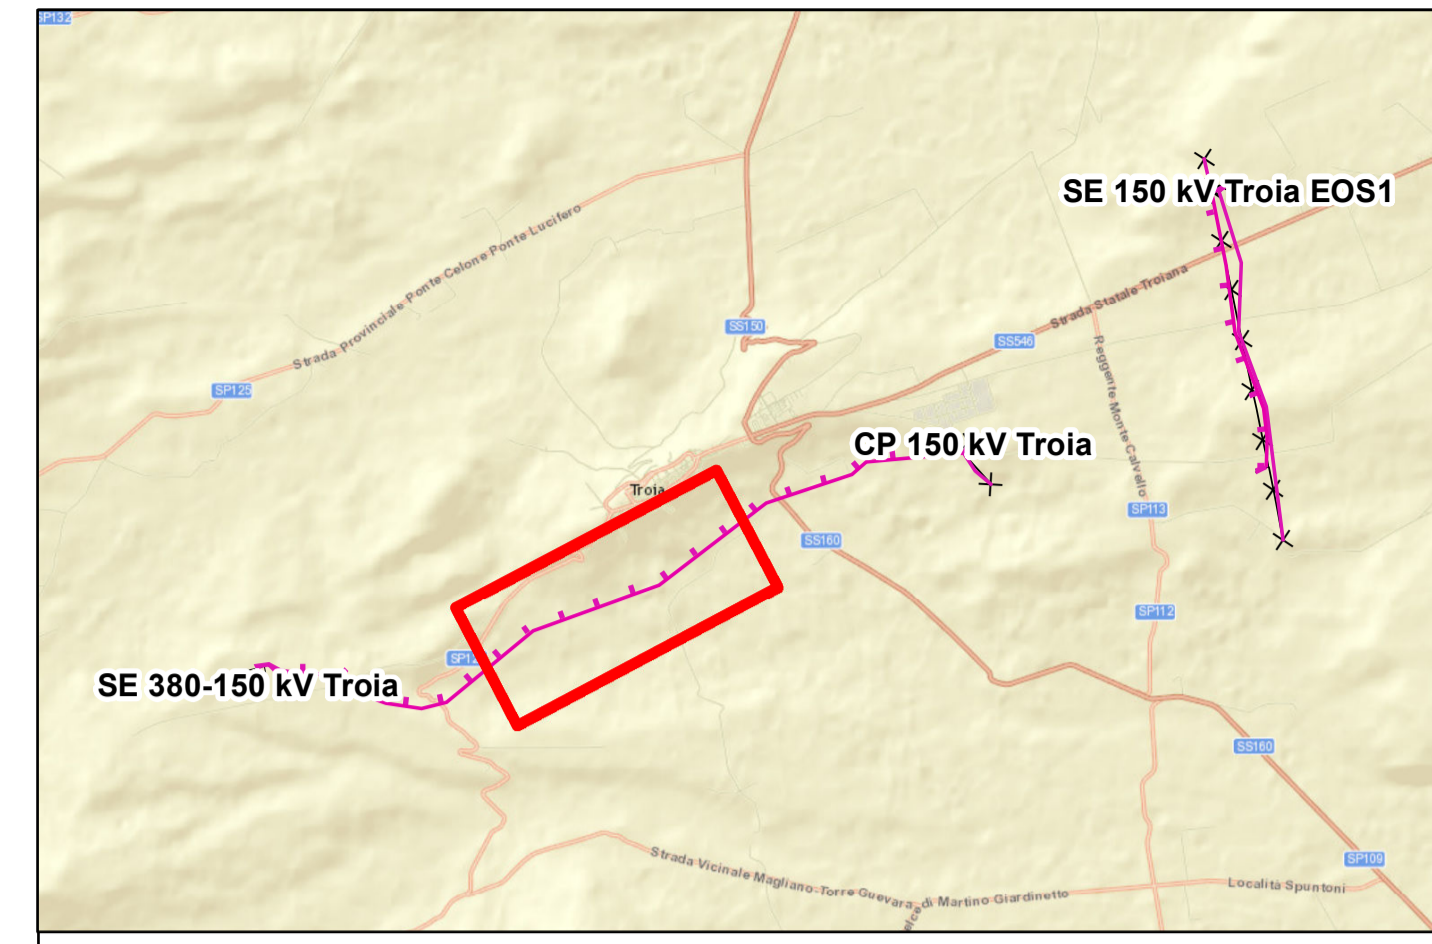 SP132
SE 150 kV Troia EOS1
Strada Provinciale Ponte Celone Ponte Lucifero
Strada Statale Troiana
SS150
SS546
Reggente Monte Calvello
SP125
CP 150 kV Troia
Troia
SP113
SS160
SP112
SE 380-150 kV Troia
SS160
Strada Vicinale Magliano-Torre Guevara di Martino Giardinetto
SP109
Località Spuntoni